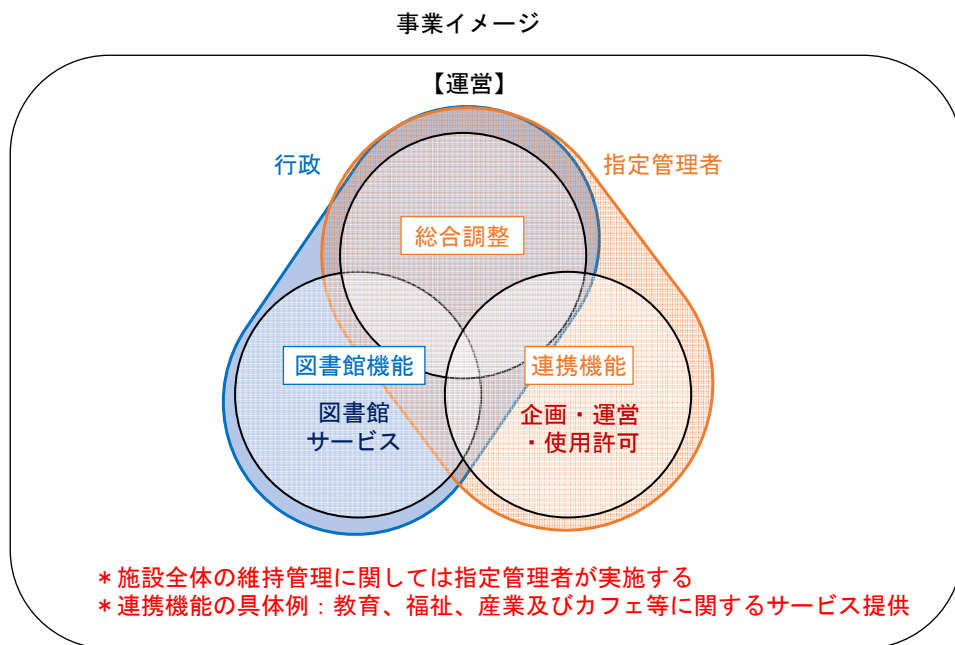 事業イメージ
【運営】
行政
指定管理者
総合調整
図書館機能
連携機能
図書館
サービス
企画・運営
・使用許可
＊施設全体の維持管理に関しては指定管理者が実施する
＊連携機能の具体例：教育、福祉、産業及びカフェ等に関するサービス提供